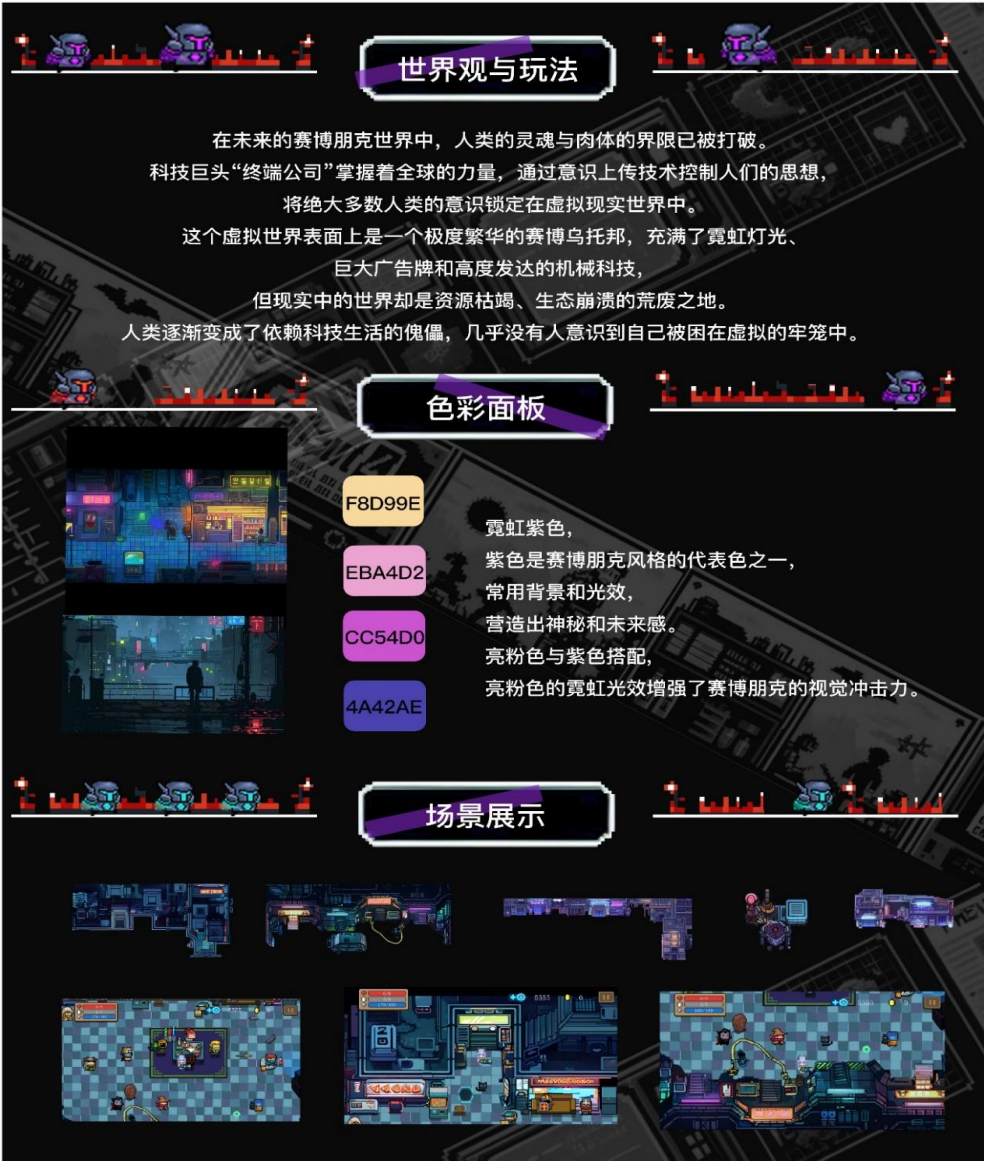 世界观与玩法
在未来的赛博朋克世界中，人类的灵魂与肉体的界限已被打破。
科技巨头“终端公司”掌握着全球的力量，通过意识上传技术控制人们的思想，
将绝大多数人类的意识锁定在虚拟现实世界中。
这个虚拟世界表面上是一个极度繁华的赛博乌托邦，充满了霓虹灯光、
巨大广告牌和高度发达的机械科技，
但现实中的世界却是资源枯竭、生态崩溃的荒废之地。
人类逐渐变成了依赖科技生活的傀儡，几乎没有人意识到自己被困在虚拟的牢笼中。
色彩面板
F8D99E
EBA4D2
CC54D0
4A42AE
霓虹紫色，
紫色是赛博朋克风格的代表色之一，
常用背景和光效，
营造出神秘和未来感。
亮粉色与紫色搭配，
亮粉色的霓虹光效增强了赛博朋克的视觉冲击力。
场景展示